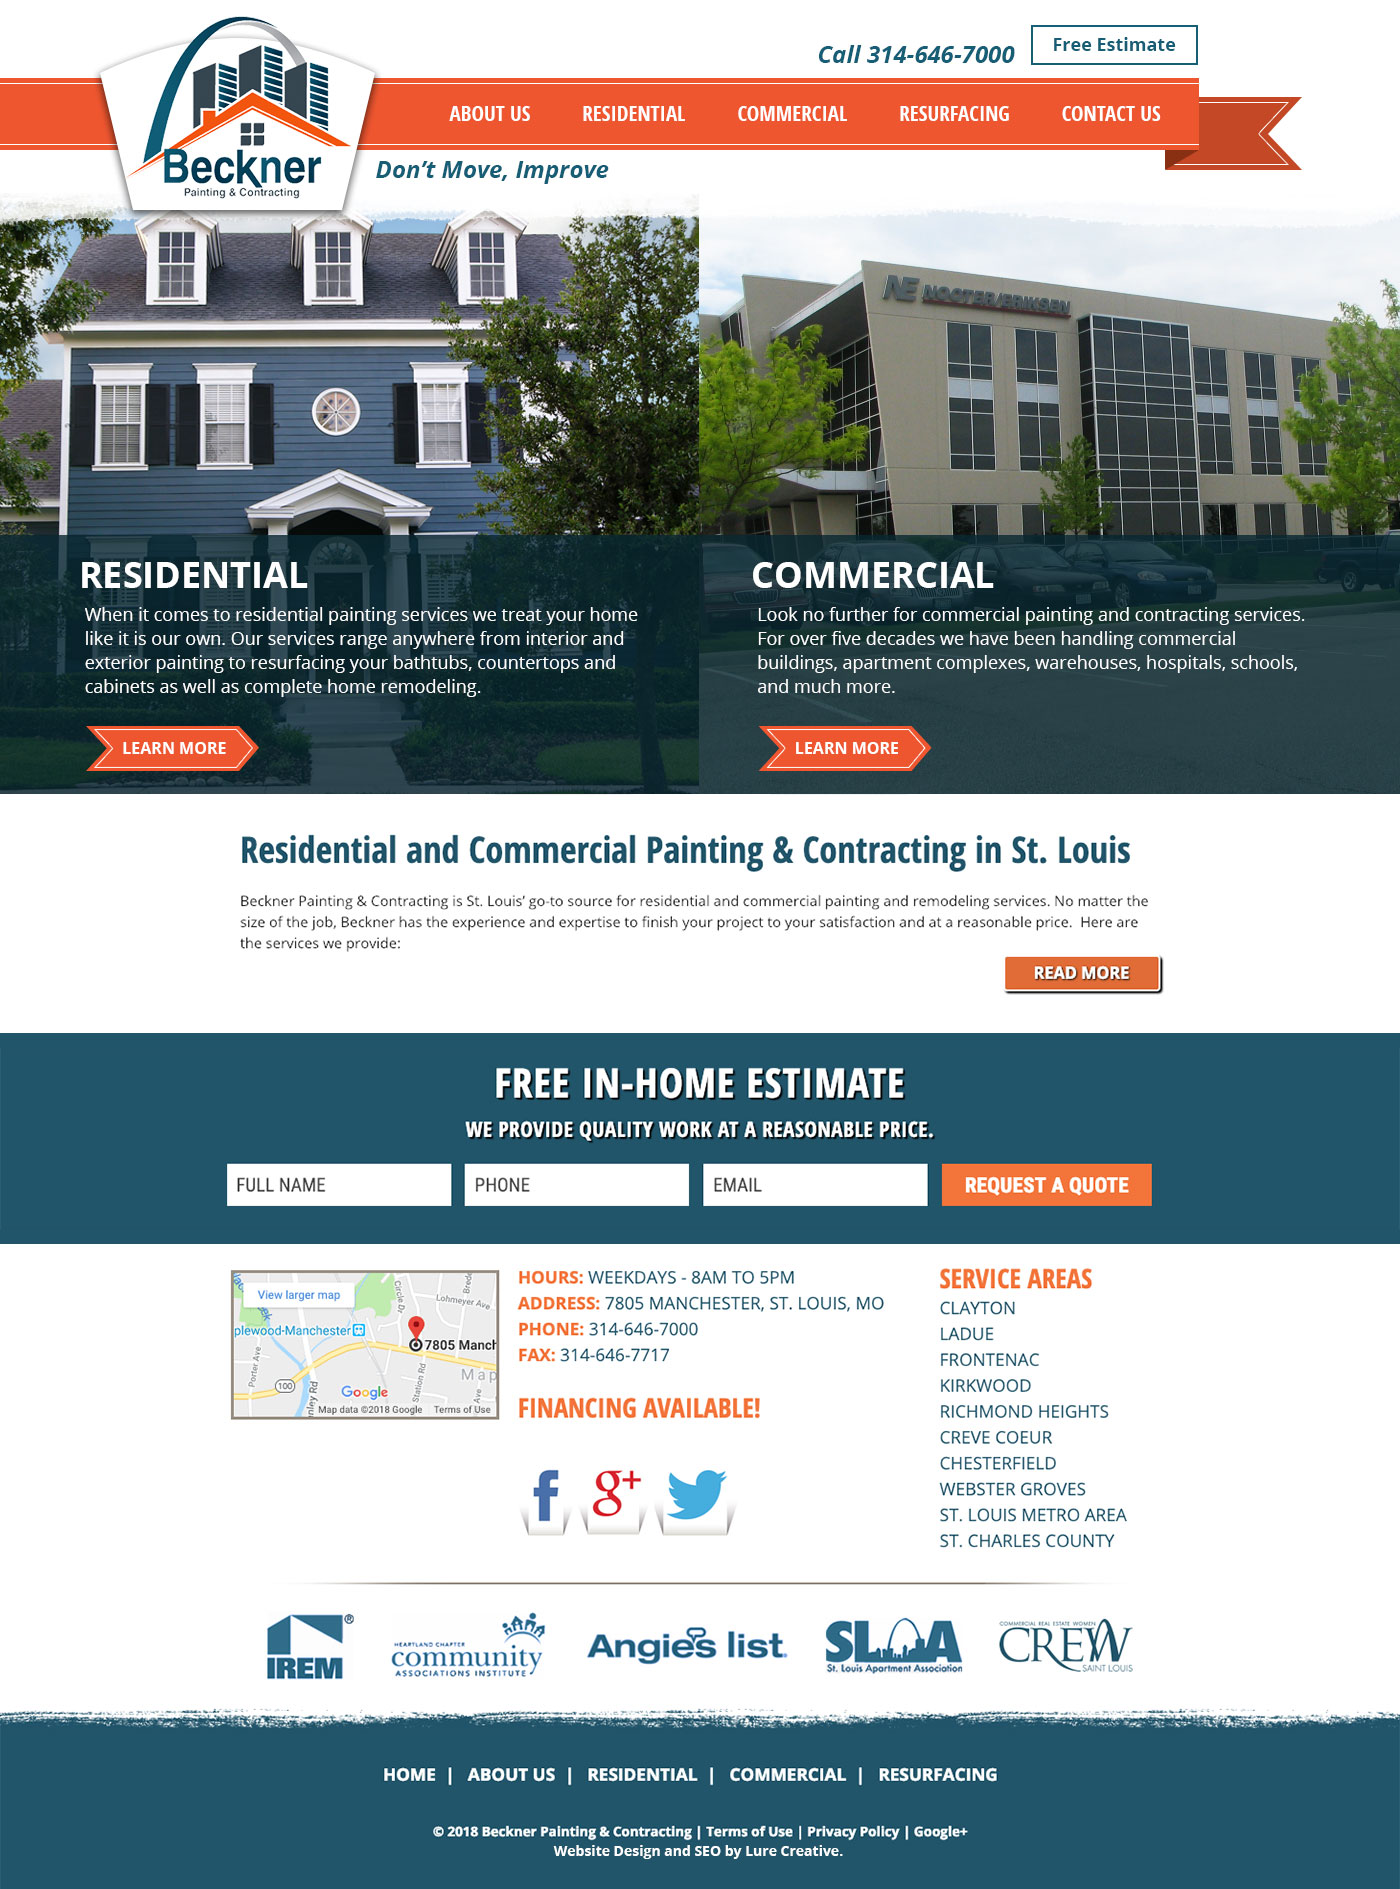 Call 314-646-7000
Free Estimate
ABOUT US
RESIDENTIAL
COMMERCIAL
RESURFACING
CONTACT US
Beckner
Painting & Contracting
Don't Move, Improve
NE NOOTER/ERIKSEN
RESIDENTIAL
When it comes to residential painting services we treat your home
like it is our own. Our services range anywhere from interior and
exterior painting to resurfacing your bathtubs, countertops and
cabinets as well as complete home remodeling.
LEARN MORE
COMMERCIAL
Look no further for commercial painting and contracting services.
For over five decades we have been handling commercial
buildings, apartment complexes, warehouses, hospitals, schools,
and much more.
LEARN MORE
Residential and Commercial Painting & Contracting in St. Louis
Beckner Painting & Contracting is St. Louis' go-to source for residential and commercial painting and remodeling services. No matter the
size of the job, Beckner has the experience and expertise to finish your project to your satisfaction and at a reasonable price. Here are
the services we provide:
READ MORE
FREE IN-HOME ESTIMATE
WE PROVIDE QUALITY WORK AT A REASONABLE PRICE.
FULL NAME
PHONE
EMAIL
REQUEST A QUOTE
View larger map
Circle Dr
Lohmeyer Ave
Brede
plewood-Manchester
7805 Manch
Porter Ave
100
nley Rd
Station Rd
Map
Ave
Google
Map data ©2018 Google
Terms of Use
HOURS: WEEKDAYS - 8AM TO 5PM
ADDRESS: 7805 MANCHESTER, ST. LOUIS, MO
PHONE: 314-646-7000
FAX: 314-646-7717
FINANCING AVAILABLE!
f
g+
SERVICE AREAS
CLAYTON
LADUE
FRONTENAC
KIRKWOOD
RICHMOND HEIGHTS
CREVE COEUR
CHESTERFIELD
WEBSTER GROVES
ST. LOUIS METRO AREA
ST. CHARLES COUNTY
IREM®
HEARTLAND CHAPTER
community
ASSOCIATIONS INSTITUTE
Angie's list
SLAA
St. Louis Apartment Association
COMMERCIAL REAL ESTATE WOMEN
CREW
SAINT LOUIS
HOME | ABOUT US | RESIDENTIAL | COMMERCIAL | RESURFACING
© 2018 Beckner Painting & Contracting | Terms of Use | Privacy Policy | Google+
Website Design and SEO by Lure Creative.